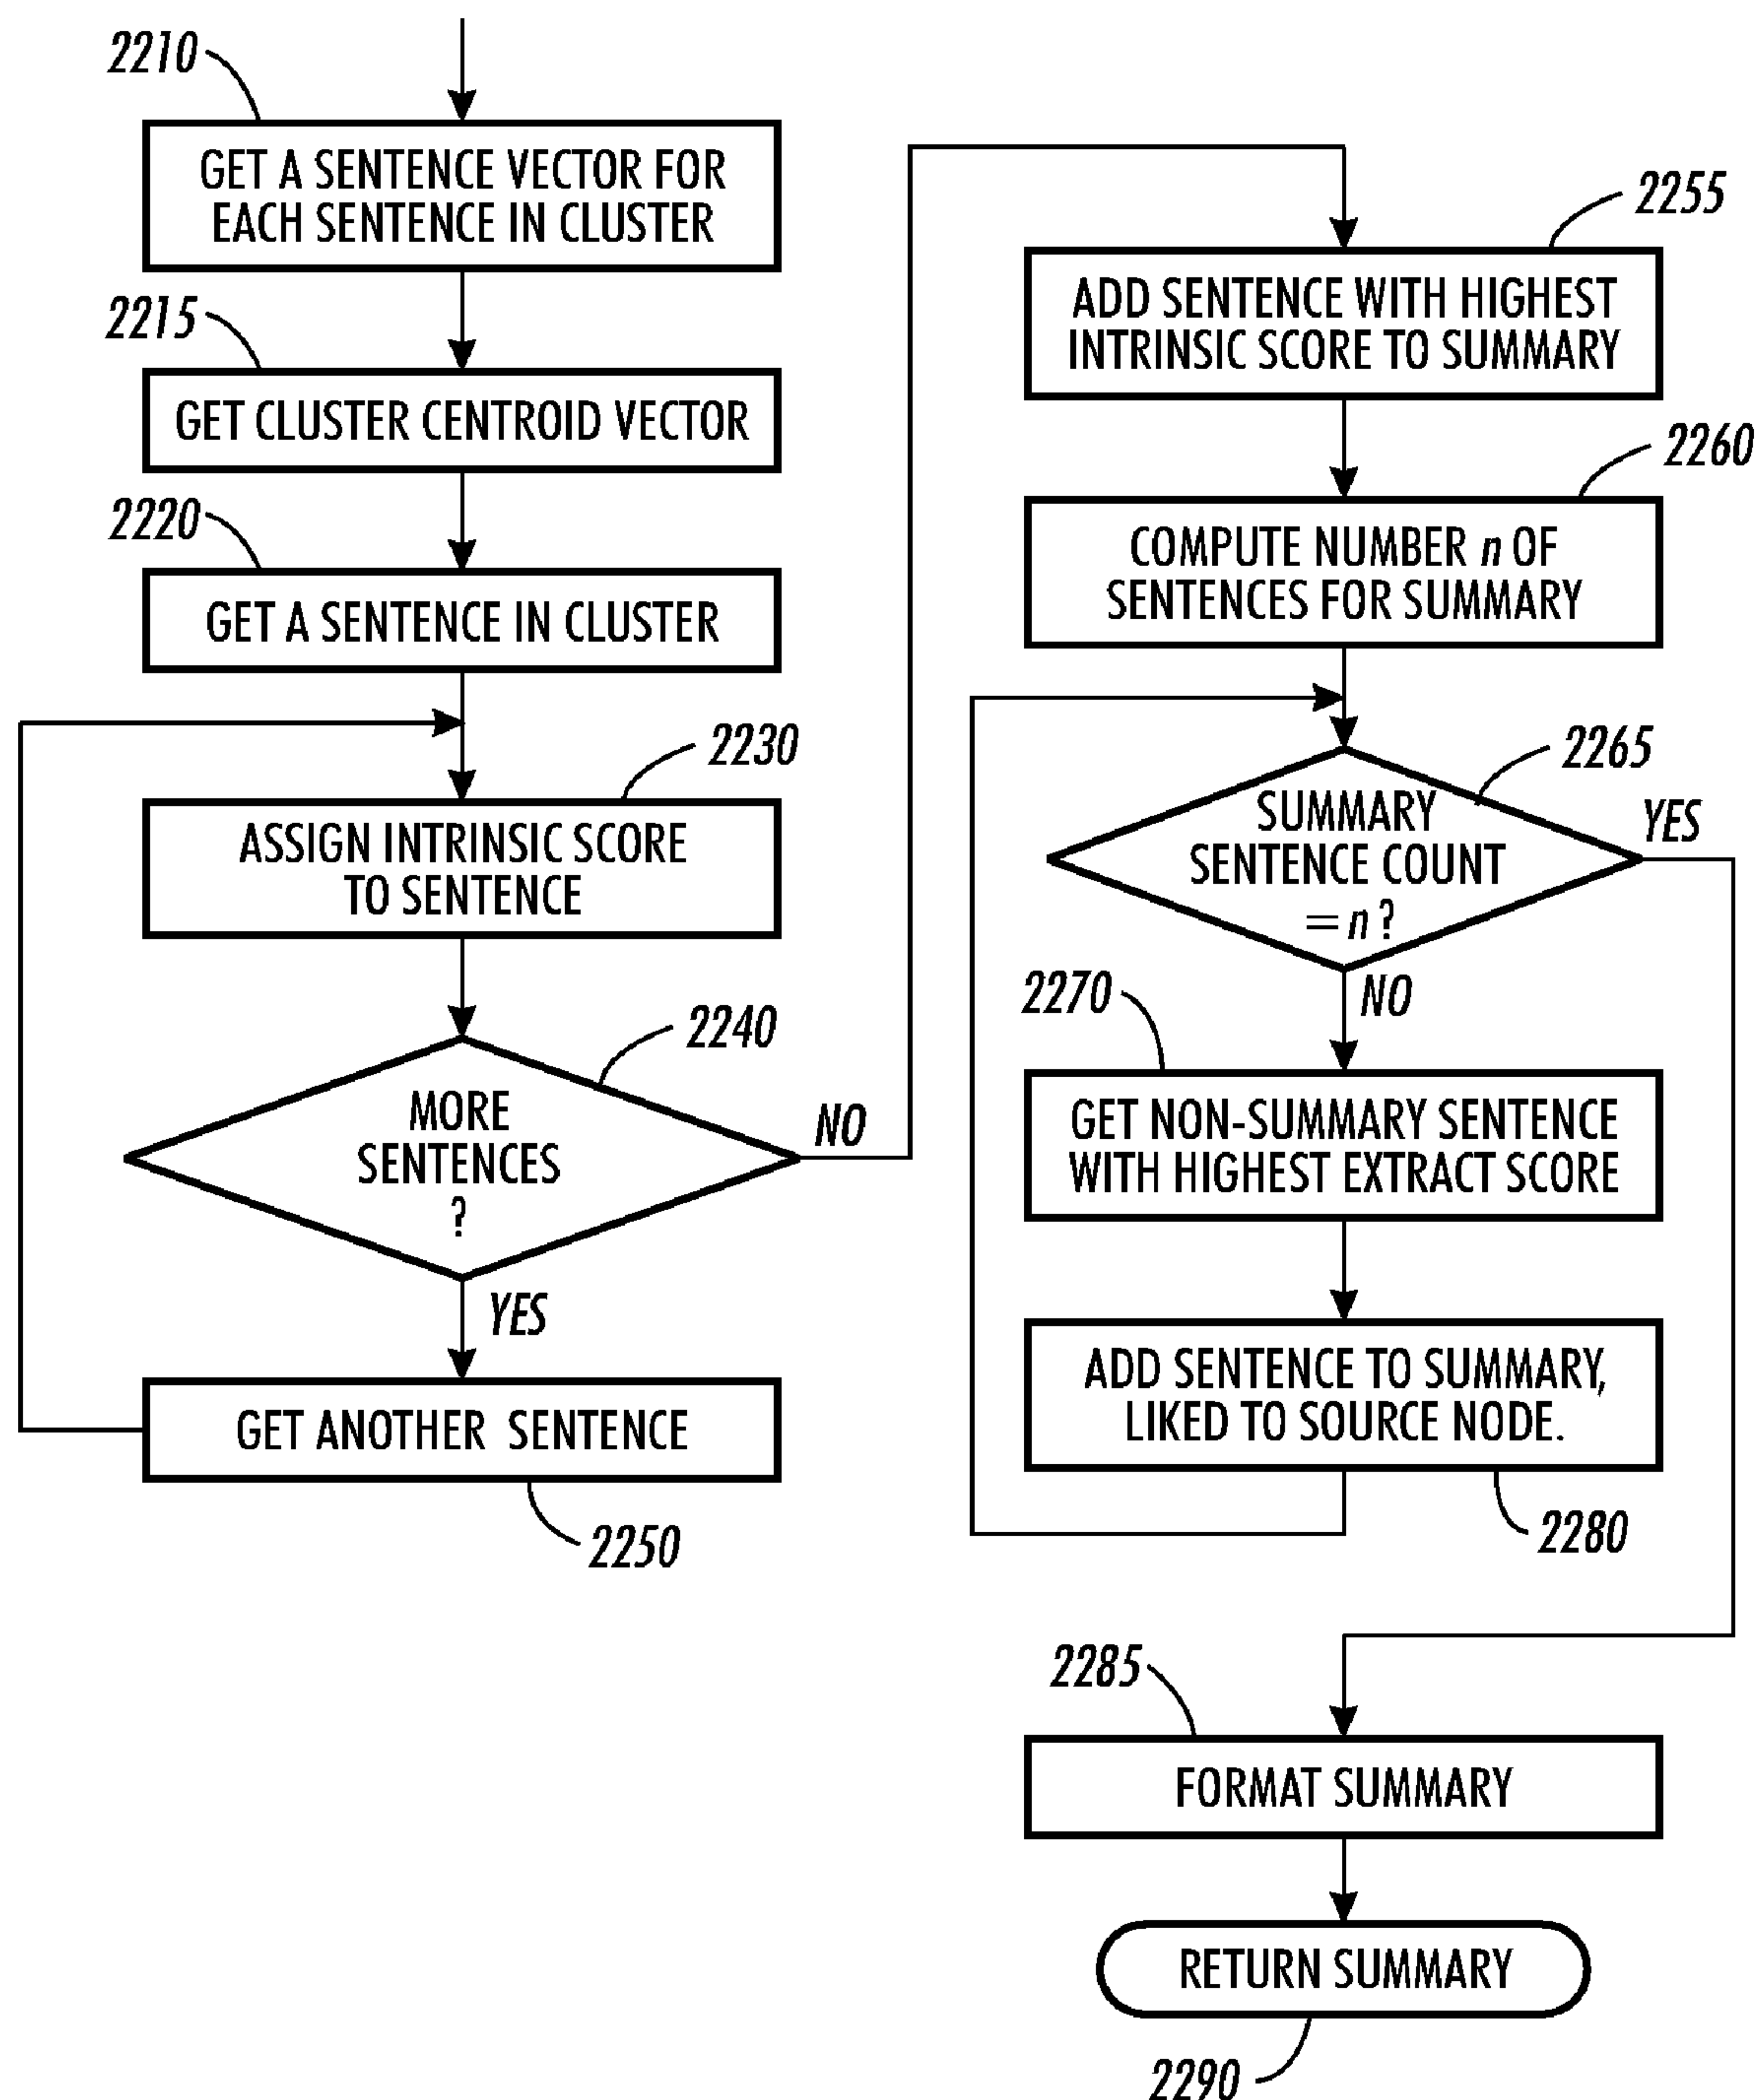 2210
GET A SENTENCE VECTOR FOR
EACH SENTENCE IN CLUSTER
2215
GET CLUSTER CENTROID VECTOR
2220
GET A SENTENCE IN CLUSTER
2230
ASSIGN INTRINSIC SCORE
TO SENTENCE
2240
MORE
SENTENCES
?
NO
YES
GET ANOTHER SENTENCE
2250
2255
ADD SENTENCE WITH HIGHEST
INTRINSIC SCORE TO SUMMARY
2260
COMPUTE NUMBER n OF
SENTENCES FOR SUMMARY
2265
SUMMARY
SENTENCE COUNT
= n ?
YES
NO
2270
GET NON-SUMMARY SENTENCE
WITH HIGHEST EXTRACT SCORE
ADD SENTENCE TO SUMMARY,
LIKED TO SOURCE NODE.
2280
2285
FORMAT SUMMARY
RETURN SUMMARY
2290